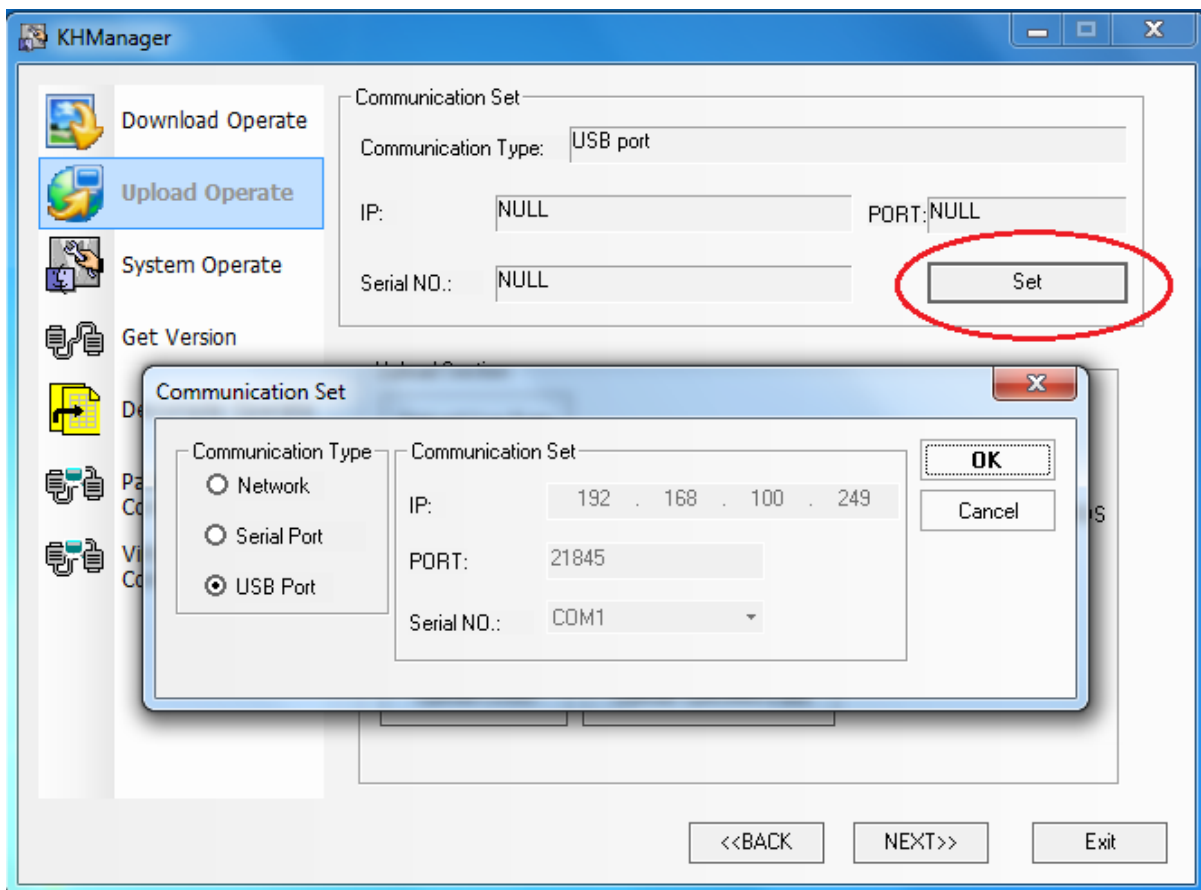 KHManager
Download Operate
Upload Operate
System Operate
Get Version
Communication Set
Communication Type: USB port
IP: NULL PORT: NULL
Serial NO.: NULL Set
Communication Set
Communication Type
Network
Serial Port
USB Port
Communication Set
IP: 192 . 168 . 100 . 249
PORT: 21845
Serial NO.: COM1
OK
Cancel
<<BACK NEXT>> Exit